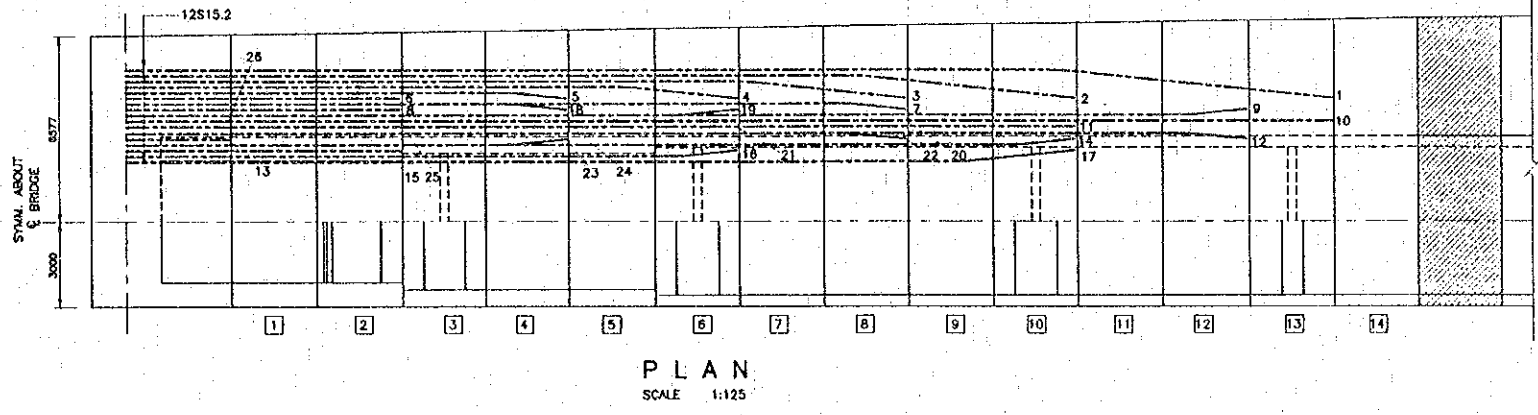 12S15.2
26
6 5 4 3 2 1
8 18 19 7 9
11 10
14 12
13 15 25 23 24 16 21 22 20 17
6577
3000
SYMM. ABOUT
℄ BRIDGE
1 2 3 4 5 6 7 8 9 10 11 12 13 14
PLAN
SCALE 1:125